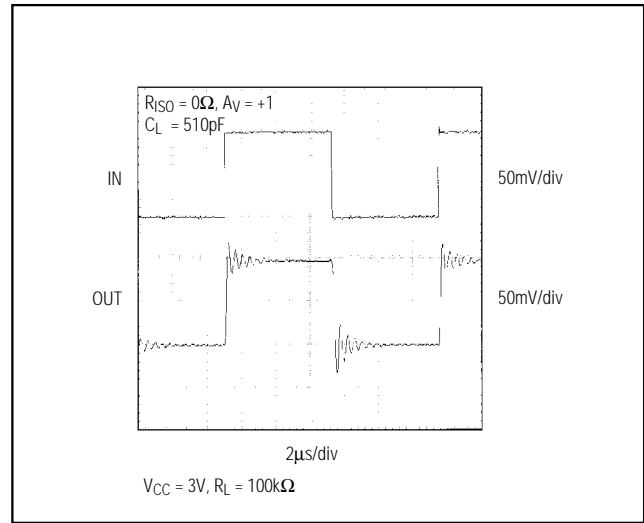 RISO = 0Ω, AV = +1
CL = 510pF
IN
50mV/div
OUT
50mV/div
2µs/div
VCC = 3V, RL = 100kΩ